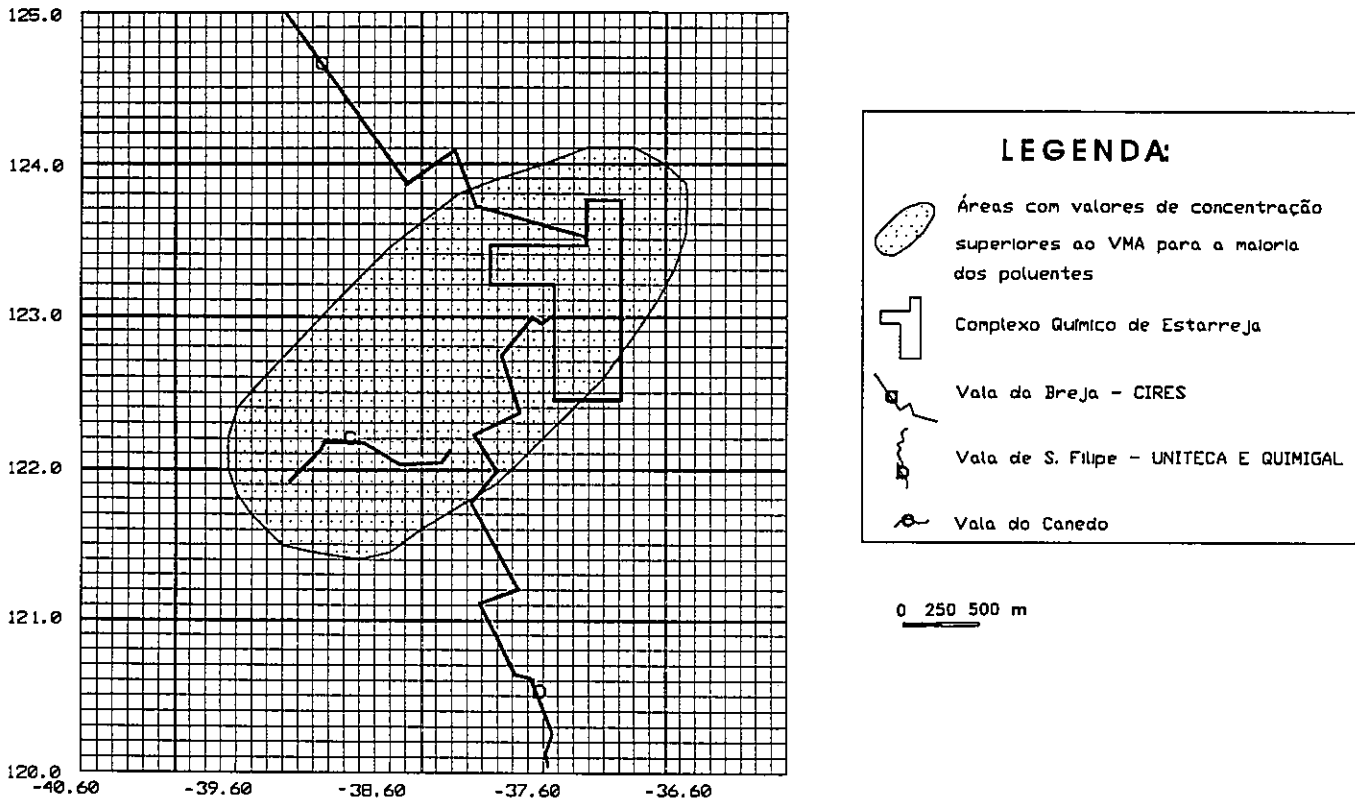 125.0
124.0
123.0
122.0
121.0
120.0
-40.60
-39.60
-38.60
-37.60
-36.60
LEGENDA:
Áreas com valores de concentração
superiores ao VMA para a maioria
dos poluentes
Complexo Químico de Estarreja
Vala da Breja - CIRES
Vala de S. Filipe - UNITECA E QUIMIGAL
Vala do Canedo
0 250 500 m